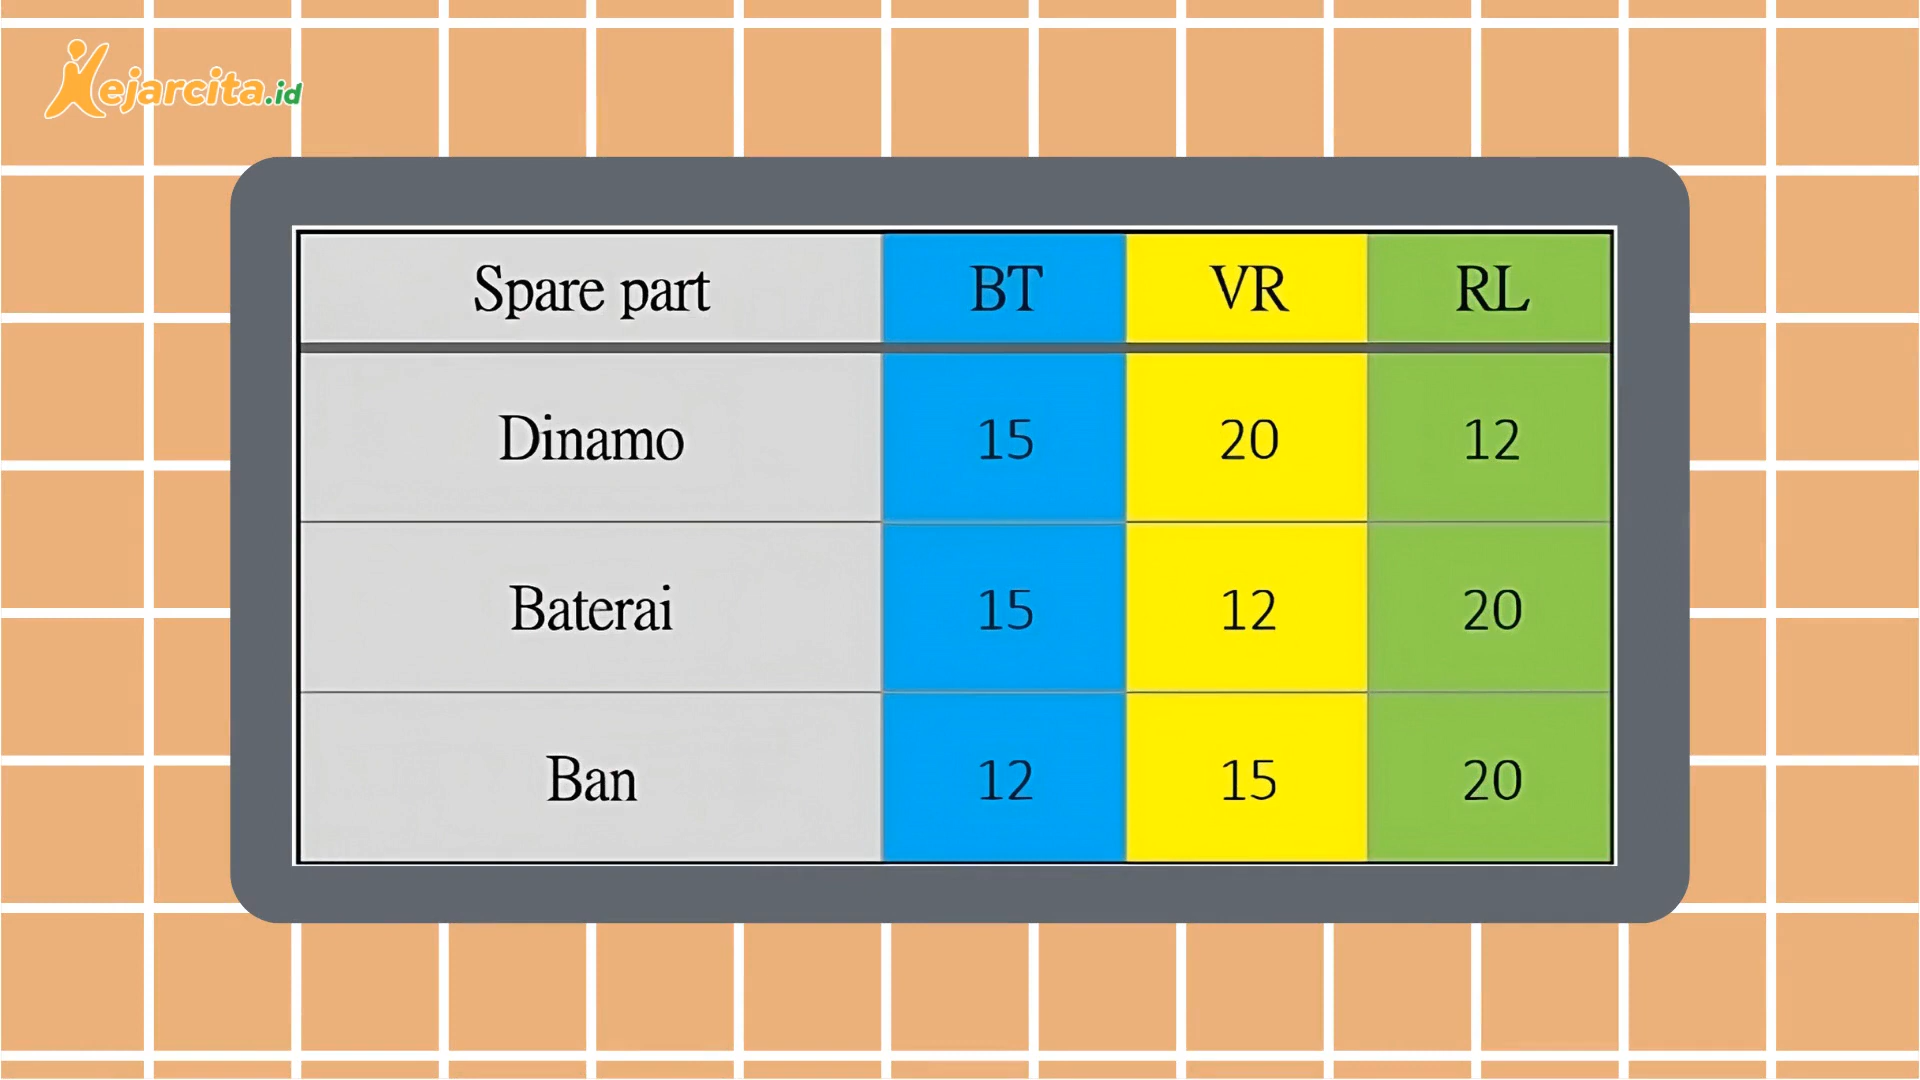 Kejarcita.id
Spare part BT VR RL
Dinamo 15 20 12
Baterai 15 12 20
Ban 12 15 20